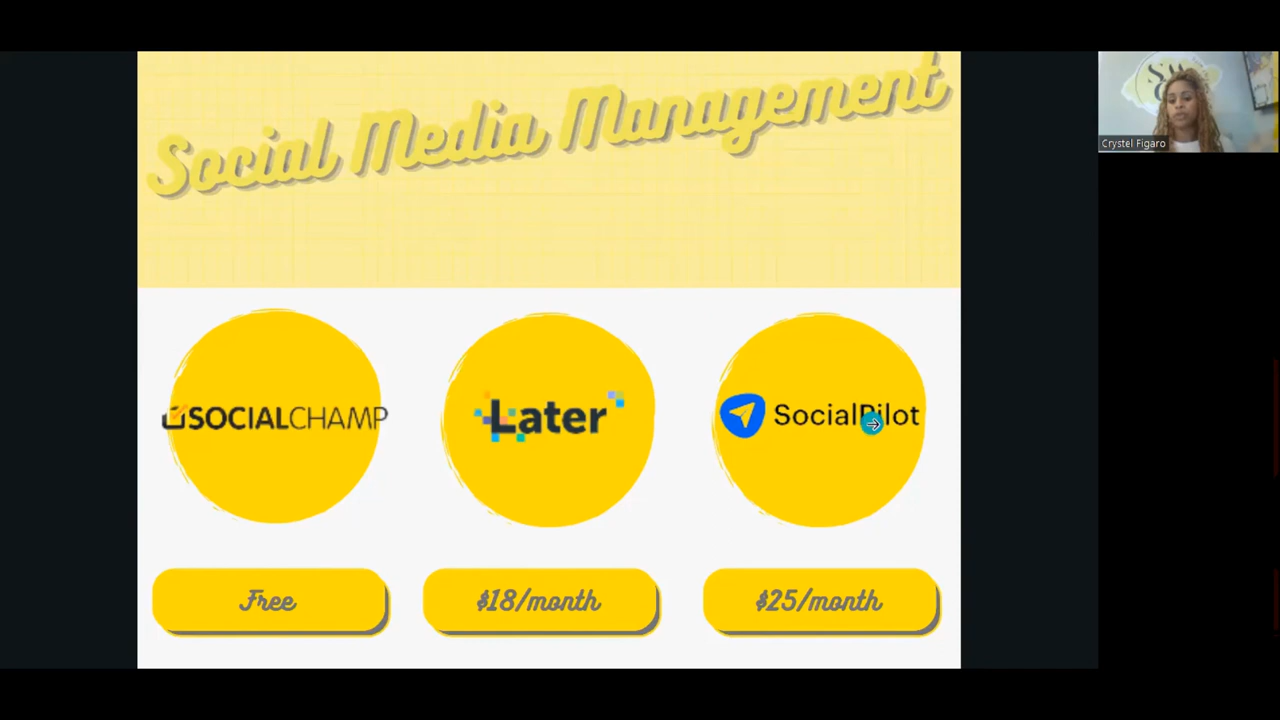 Social Media Management
SOCIALCHAMP
Later
SocialPilot
Free
$18/month
$25/month
Crystel Figaro